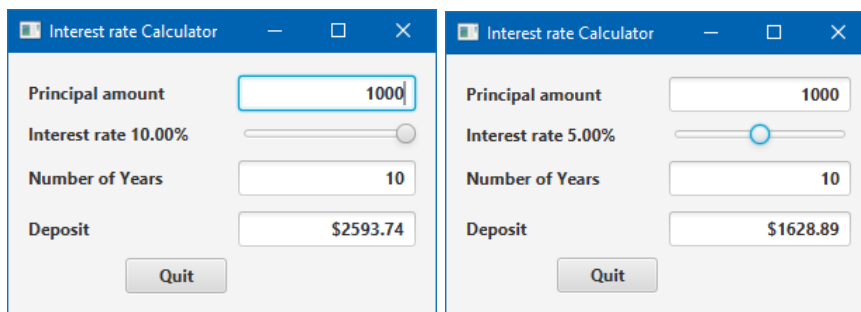 Interest rate Calculator
Principal amount 1000
Interest rate 10.00%
Number of Years 10
Deposit $2593.74
Quit
Interest rate Calculator
Principal amount 1000
Interest rate 5.00%
Number of Years 10
Deposit $1628.89
Quit